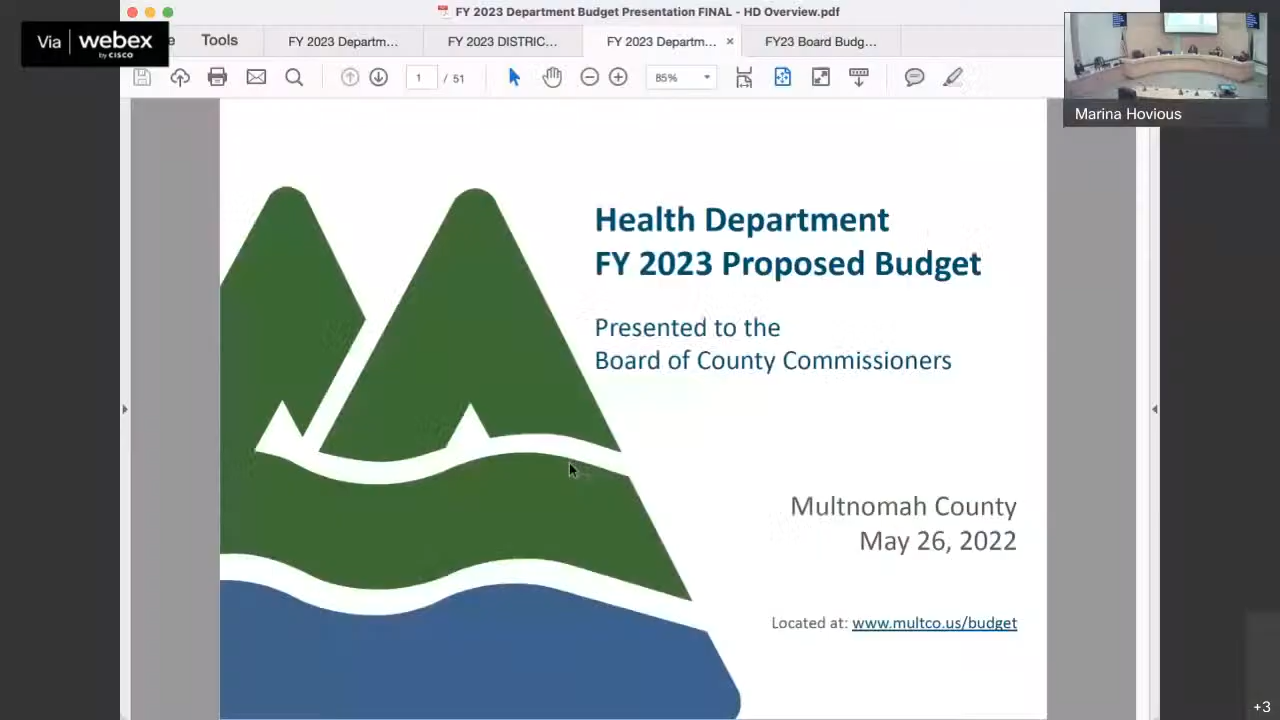 FY 2023 Department Budget Presentation FINAL - HD Overview.pdf
Via webex
by CISCO
e
Tools
FY 2023 Departm...
FY 2023 DISTRIC...
FY 2023 Departm...
×
FY23 Board Budg...
1
/ 51
85%
Marina Hovious
Health Department
FY 2023 Proposed Budget
Presented to the
Board of County Commissioners
Multnomah County
May 26, 2022
Located at: www.multco.us/budget
+3